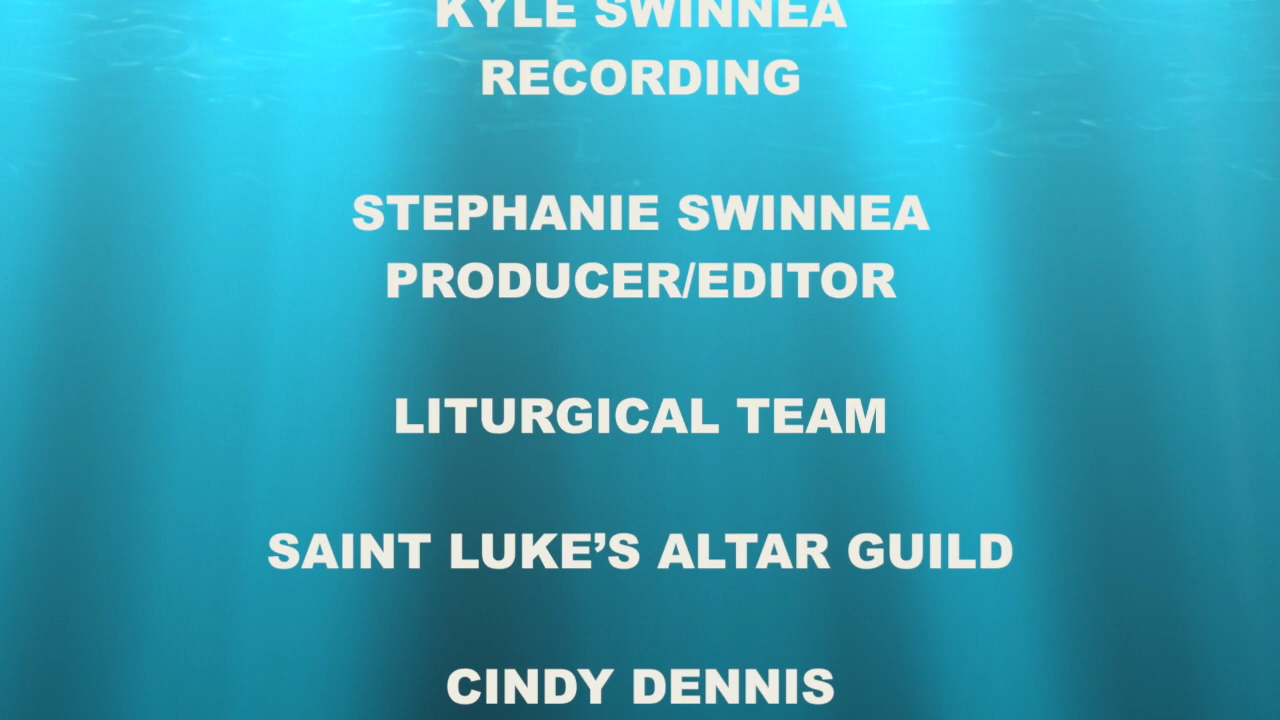 KYLE SWINNEA
RECORDING
STEPHANIE SWINNEA
PRODUCER/EDITOR
LITURGICAL TEAM
SAINT LUKE’S ALTAR GUILD
CINDY DENNIS